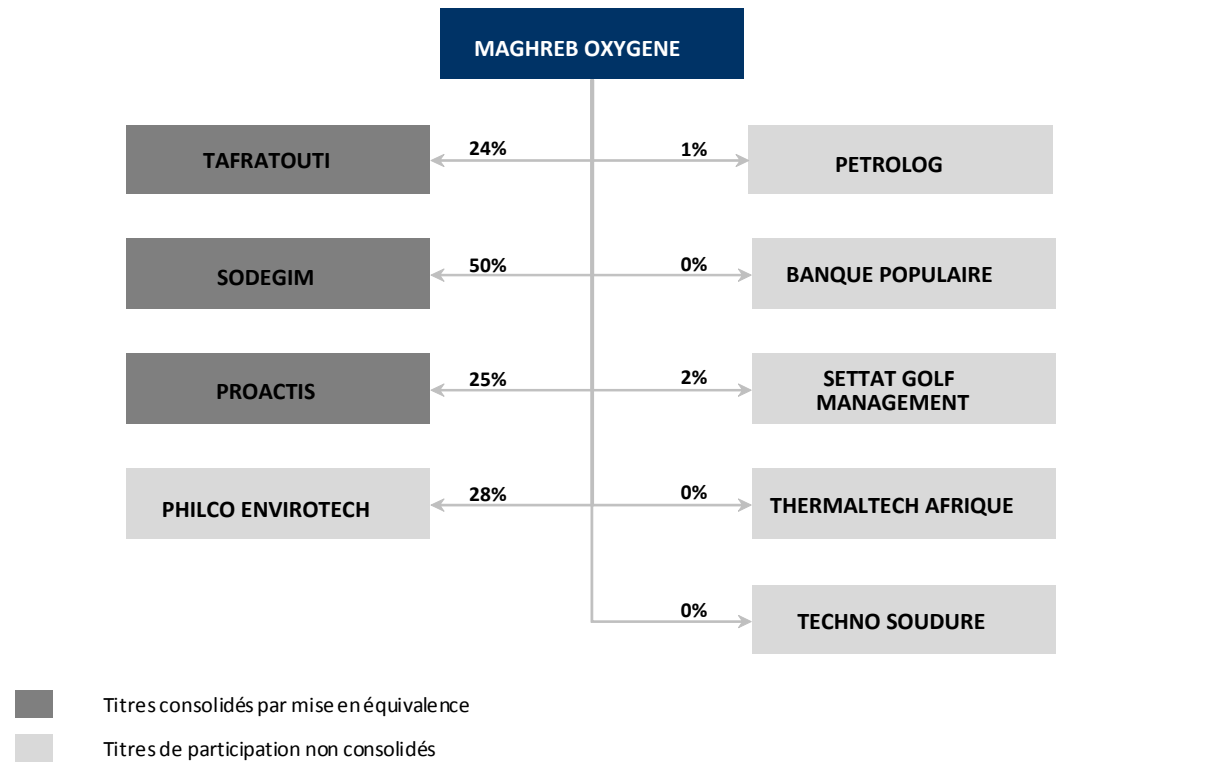 MAGHREB OXYGENE
24%
1%
TAFRATOUTI
PETROLOG
50%
0%
SODEGIM
BANQUE POPULAIRE
25%
2%
PROACTIS
SETTAT GOLF
MANAGEMENT
28%
0%
PHILCO ENVIROTECH
THERMALTECH AFRIQUE
0%
TECHNO SOUDURE
Titres consolidés par mise en équivalence
Titres de participation non consolidés